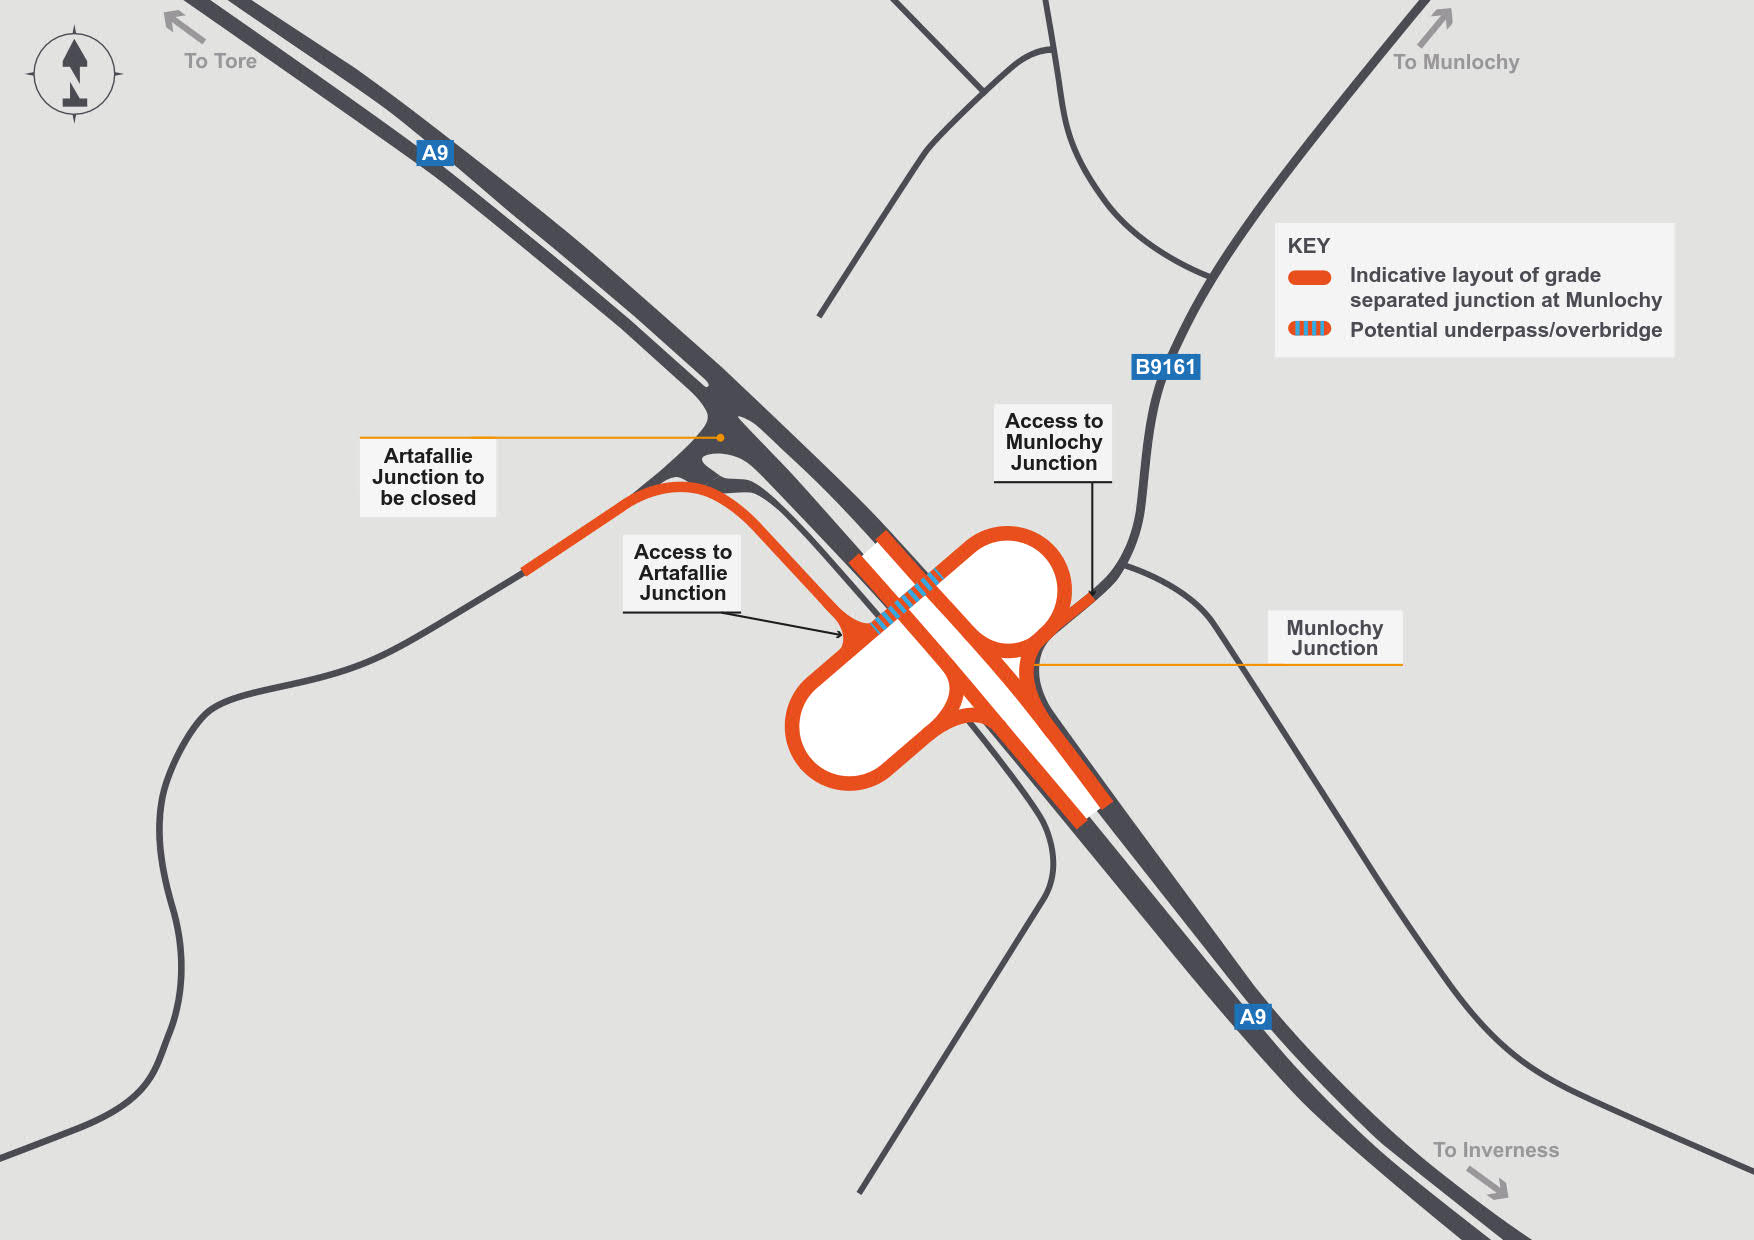 To Tore
To Munlochy
A9
KEY
Indicative layout of grade
separated junction at Munlochy
Potential underpass/overbridge
B9161
Access to
Munlochy
Junction
Artafallie
Junction to
be closed
Access to
Artafallie
Junction
Munlochy
Junction
A9
To Inverness